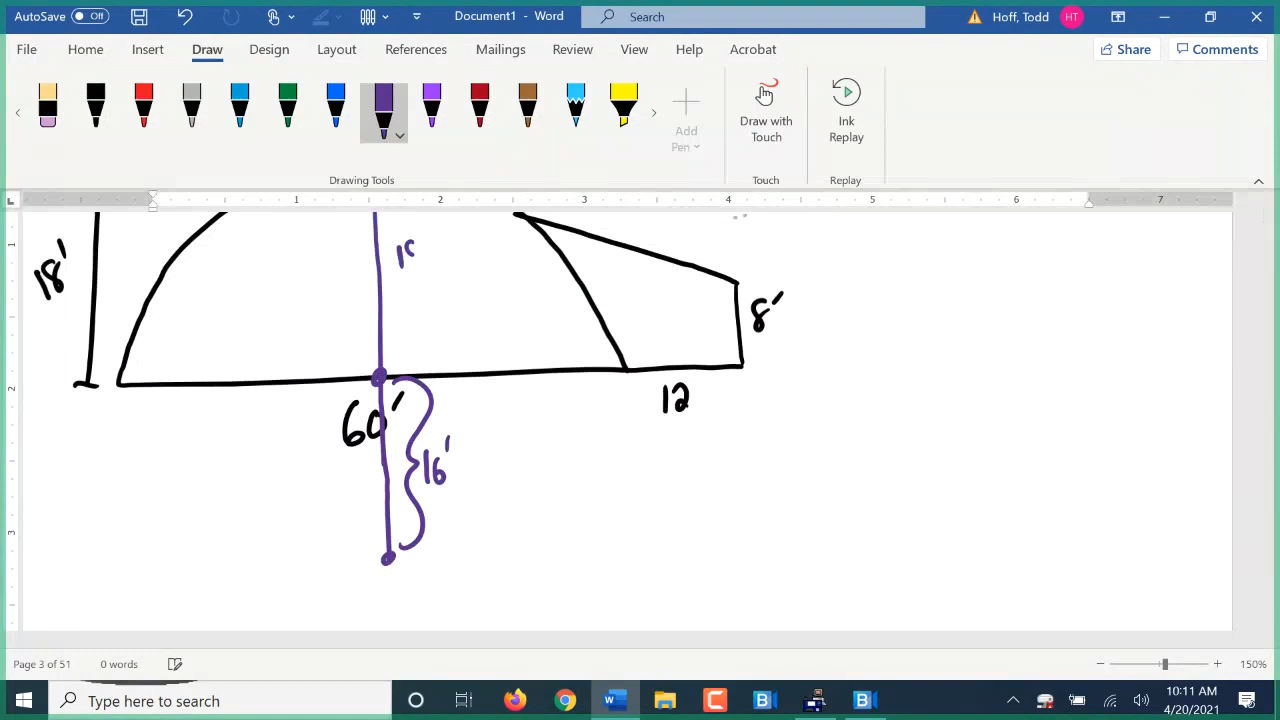 AutoSave Off Document1 - Word Search Hoff, Todd HT
File Home Insert Draw Design Layout References Mailings Review View Help Acrobat Share Comments
Add Pen
Draw with Touch
Ink Replay
Drawing Tools Touch Replay
L 1 2 3 4 5 6 7
1
18'
8'
2
12
60'
16'
3
Page 3 of 51 0 words 150%
Type here to search
10:11 AM
4/20/2021